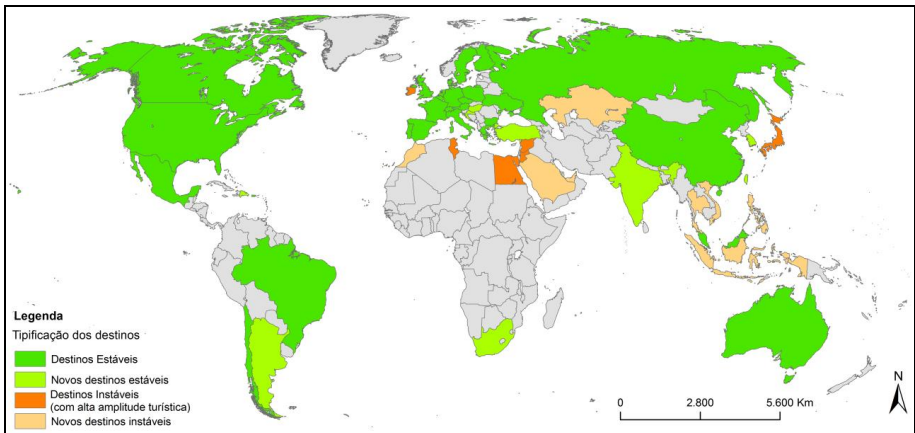 Legenda
Tipificação dos destinos
Destinos Estáveis
Novos destinos estáveis
Destinos Instáveis
(com alta amplitude turística)
Novos destinos instáveis
N
0 2.800 5.600 Km